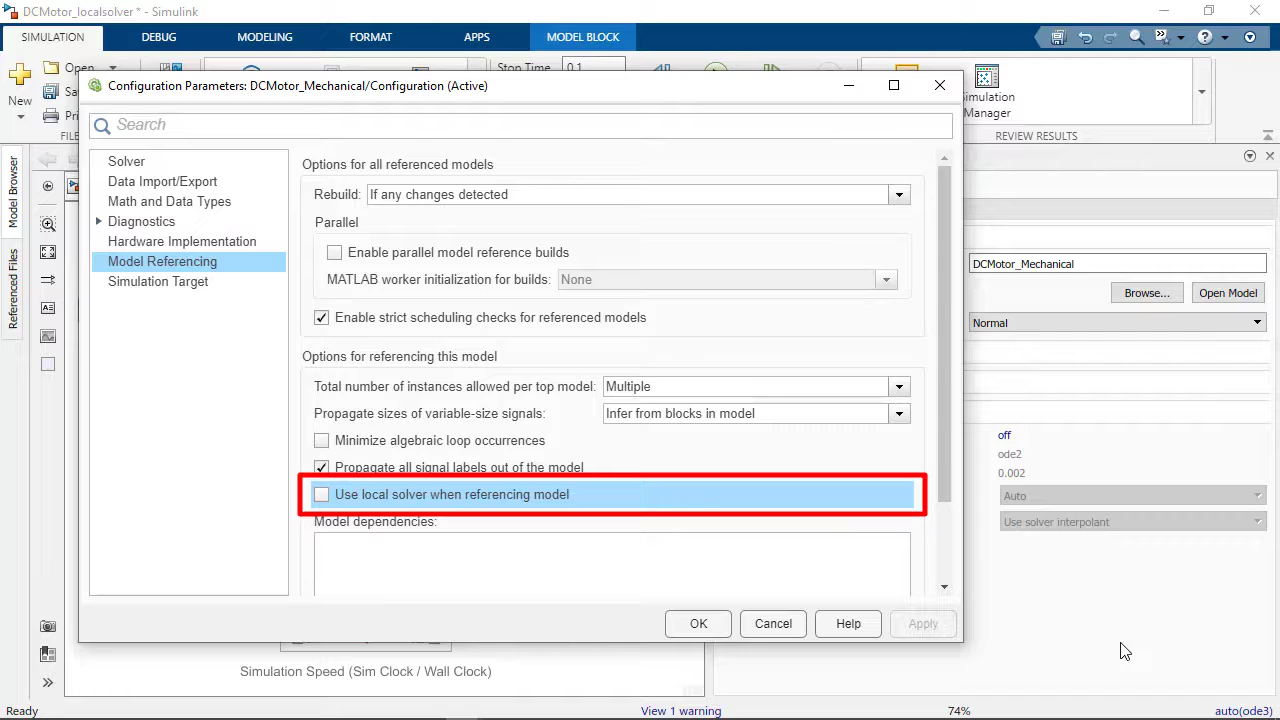 DCMotor_localsolver * - Simulink
SIMULATION DEBUG MODELING FORMAT APPS MODEL BLOCK
Open Stop Time 0.1
New
Simulation
Manager
FILE REVIEW RESULTS
Configuration Parameters: DCMotor_Mechanical/Configuration (Active)
Search
Solver
Data Import/Export
Math and Data Types
Diagnostics
Hardware Implementation
Model Referencing
Simulation Target
Options for all referenced models
Rebuild: If any changes detected
Parallel
Enable parallel model reference builds
MATLAB worker initialization for builds: None
Enable strict scheduling checks for referenced models
Options for referencing this model
Total number of instances allowed per top model: Multiple
Propagate sizes of variable-size signals: Infer from blocks in model
Minimize algebraic loop occurrences
Propagate all signal labels out of the model
Use local solver when referencing model
Model dependencies:
OK Cancel Help Apply
Model Browser
Referenced Files
DCMotor_Mechanical
Browse... Open Model
Normal
off
ode2
0.002
Auto
Use solver interpolant
Simulation Speed (Sim Clock / Wall Clock)
Ready View 1 warning 74% auto(ode3)